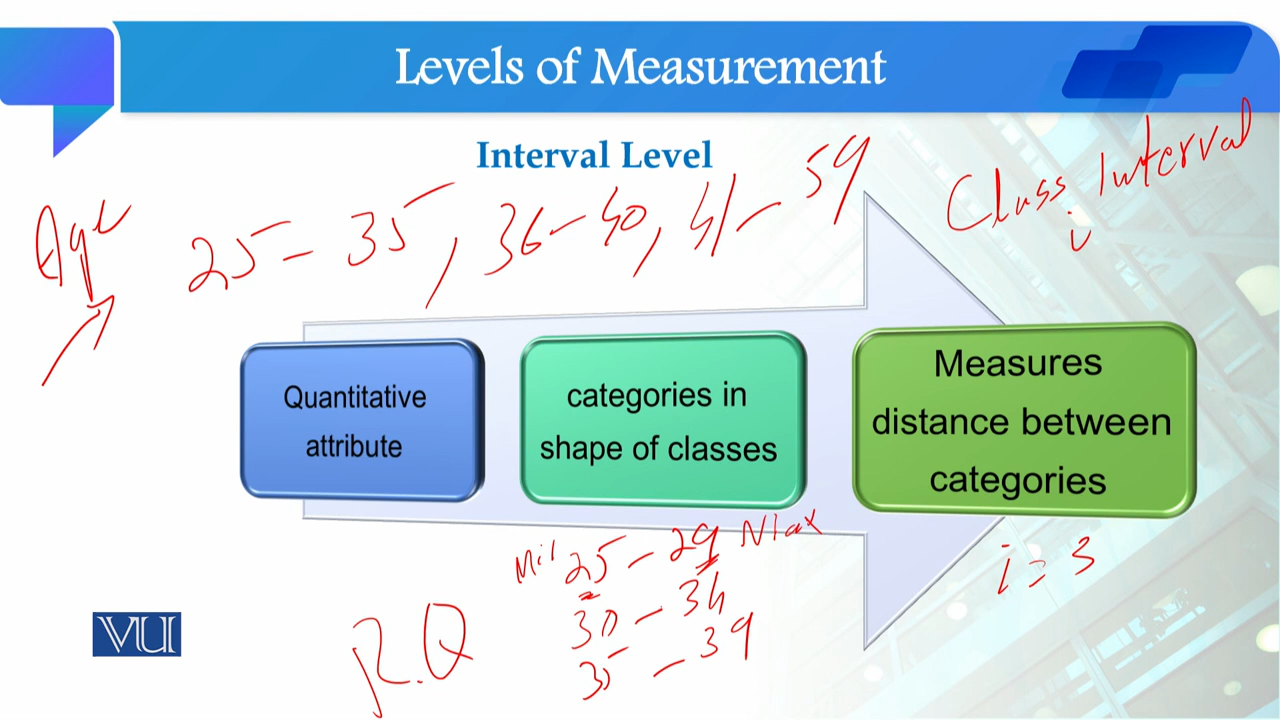 Levels of Measurement
Interval Level
Class Interval
i
Age
25 - 35, 36 - 40, 41 - 59
Quantitative
attribute
categories in
shape of classes
Measures
distance between
categories
25 - 29 Max
30 - 34
35 - 39
i = 3
R.Q
VU